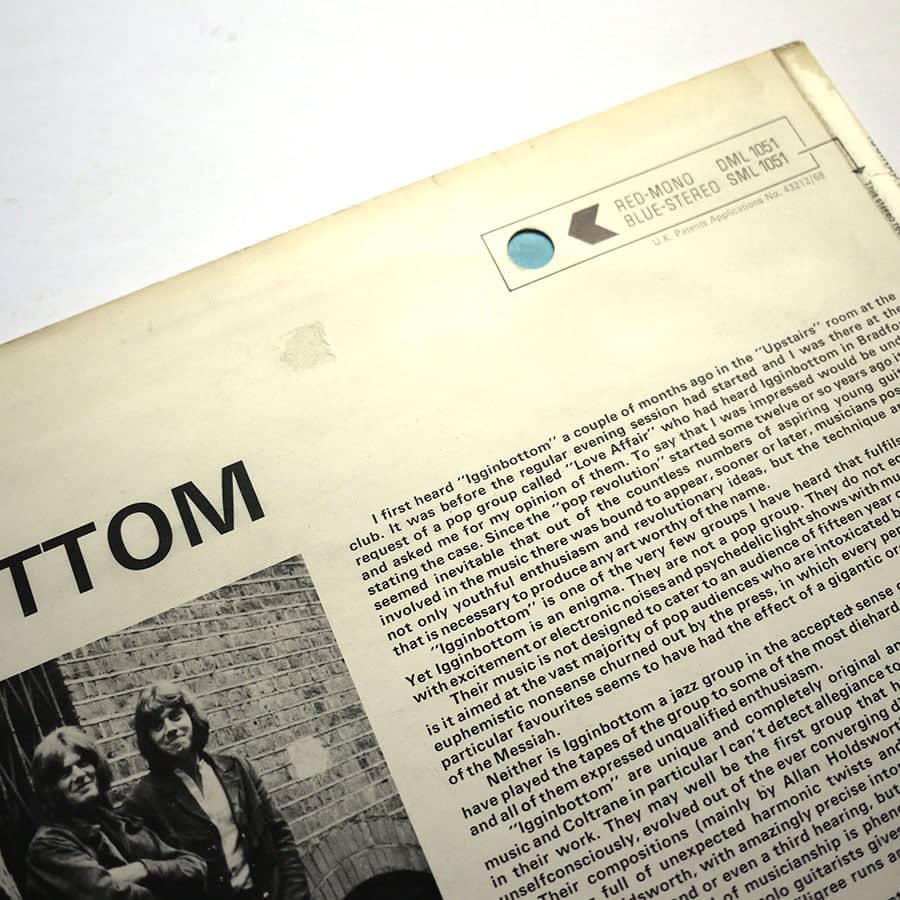 RED-MONO DML 1051
BLUE-STEREO SML 1051
U.K. Patents Applications No. 43212/68
TTOM
I first heard "Igginbottom" a couple of months ago in the "Upstairs" room at the
club. It was before the regular evening session had started and I was there at the
request of a pop group called "Love Affair" who had heard Igginbottom in Bradfo
and asked me for my opinion of them. To say that I was impressed would be und
stating the case. Since the "pop revolution" started some twelve or so years ago i
seemed inevitable that out of the countless numbers of aspiring young gui
involved in the music there was bound to appear, sooner or later, musicians pos
not only youthful enthusiasm and revolutionary ideas, but the technique a
that is necessary to produce any art worthy of the name.
"Igginbottom" is one of the very few groups I have heard that fulfils
Yet Igginbottom is an enigma. They are not a pop group. They do not
with excitement or electronic noises and psychedelic light shows with mu
Their music is not designed to cater to an audience of fifteen year o
is it aimed at the vast majority of pop audiences who are intoxicated b
euphemistic nonsense churned out by the press, in which every pe
particular favourites seems to have had the effect of a gigantic or
of the Messiah.
Neither is Igginbottom a jazz group in the accepted sense
have played the tapes of the group to some of the most diehard
and all of them expressed unqualified enthusiasm.
"Igginbottom" are unique and completely original an
music and Coltrane in particular I can't detect allegiance to
in their work. They may well be the first group that h
unselfconsciously, evolved out of the ever converging di
Their compositions (mainly by Allan Holdswort
full of unexpected harmonic twists and
ldsworth, with amazingly precise into
nd or even a third hearing, but
of musicianship is phen
solo guitarists give
iligree runs a